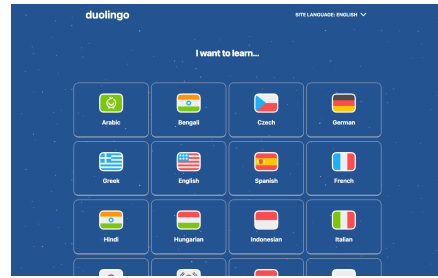 duolingo
SITE LANGUAGE: ENGLISH
I want to learn...
Arabic
Bengali
Czech
German
Greek
English
Spanish
French
Hindi
Hungarian
Indonesian
Italian